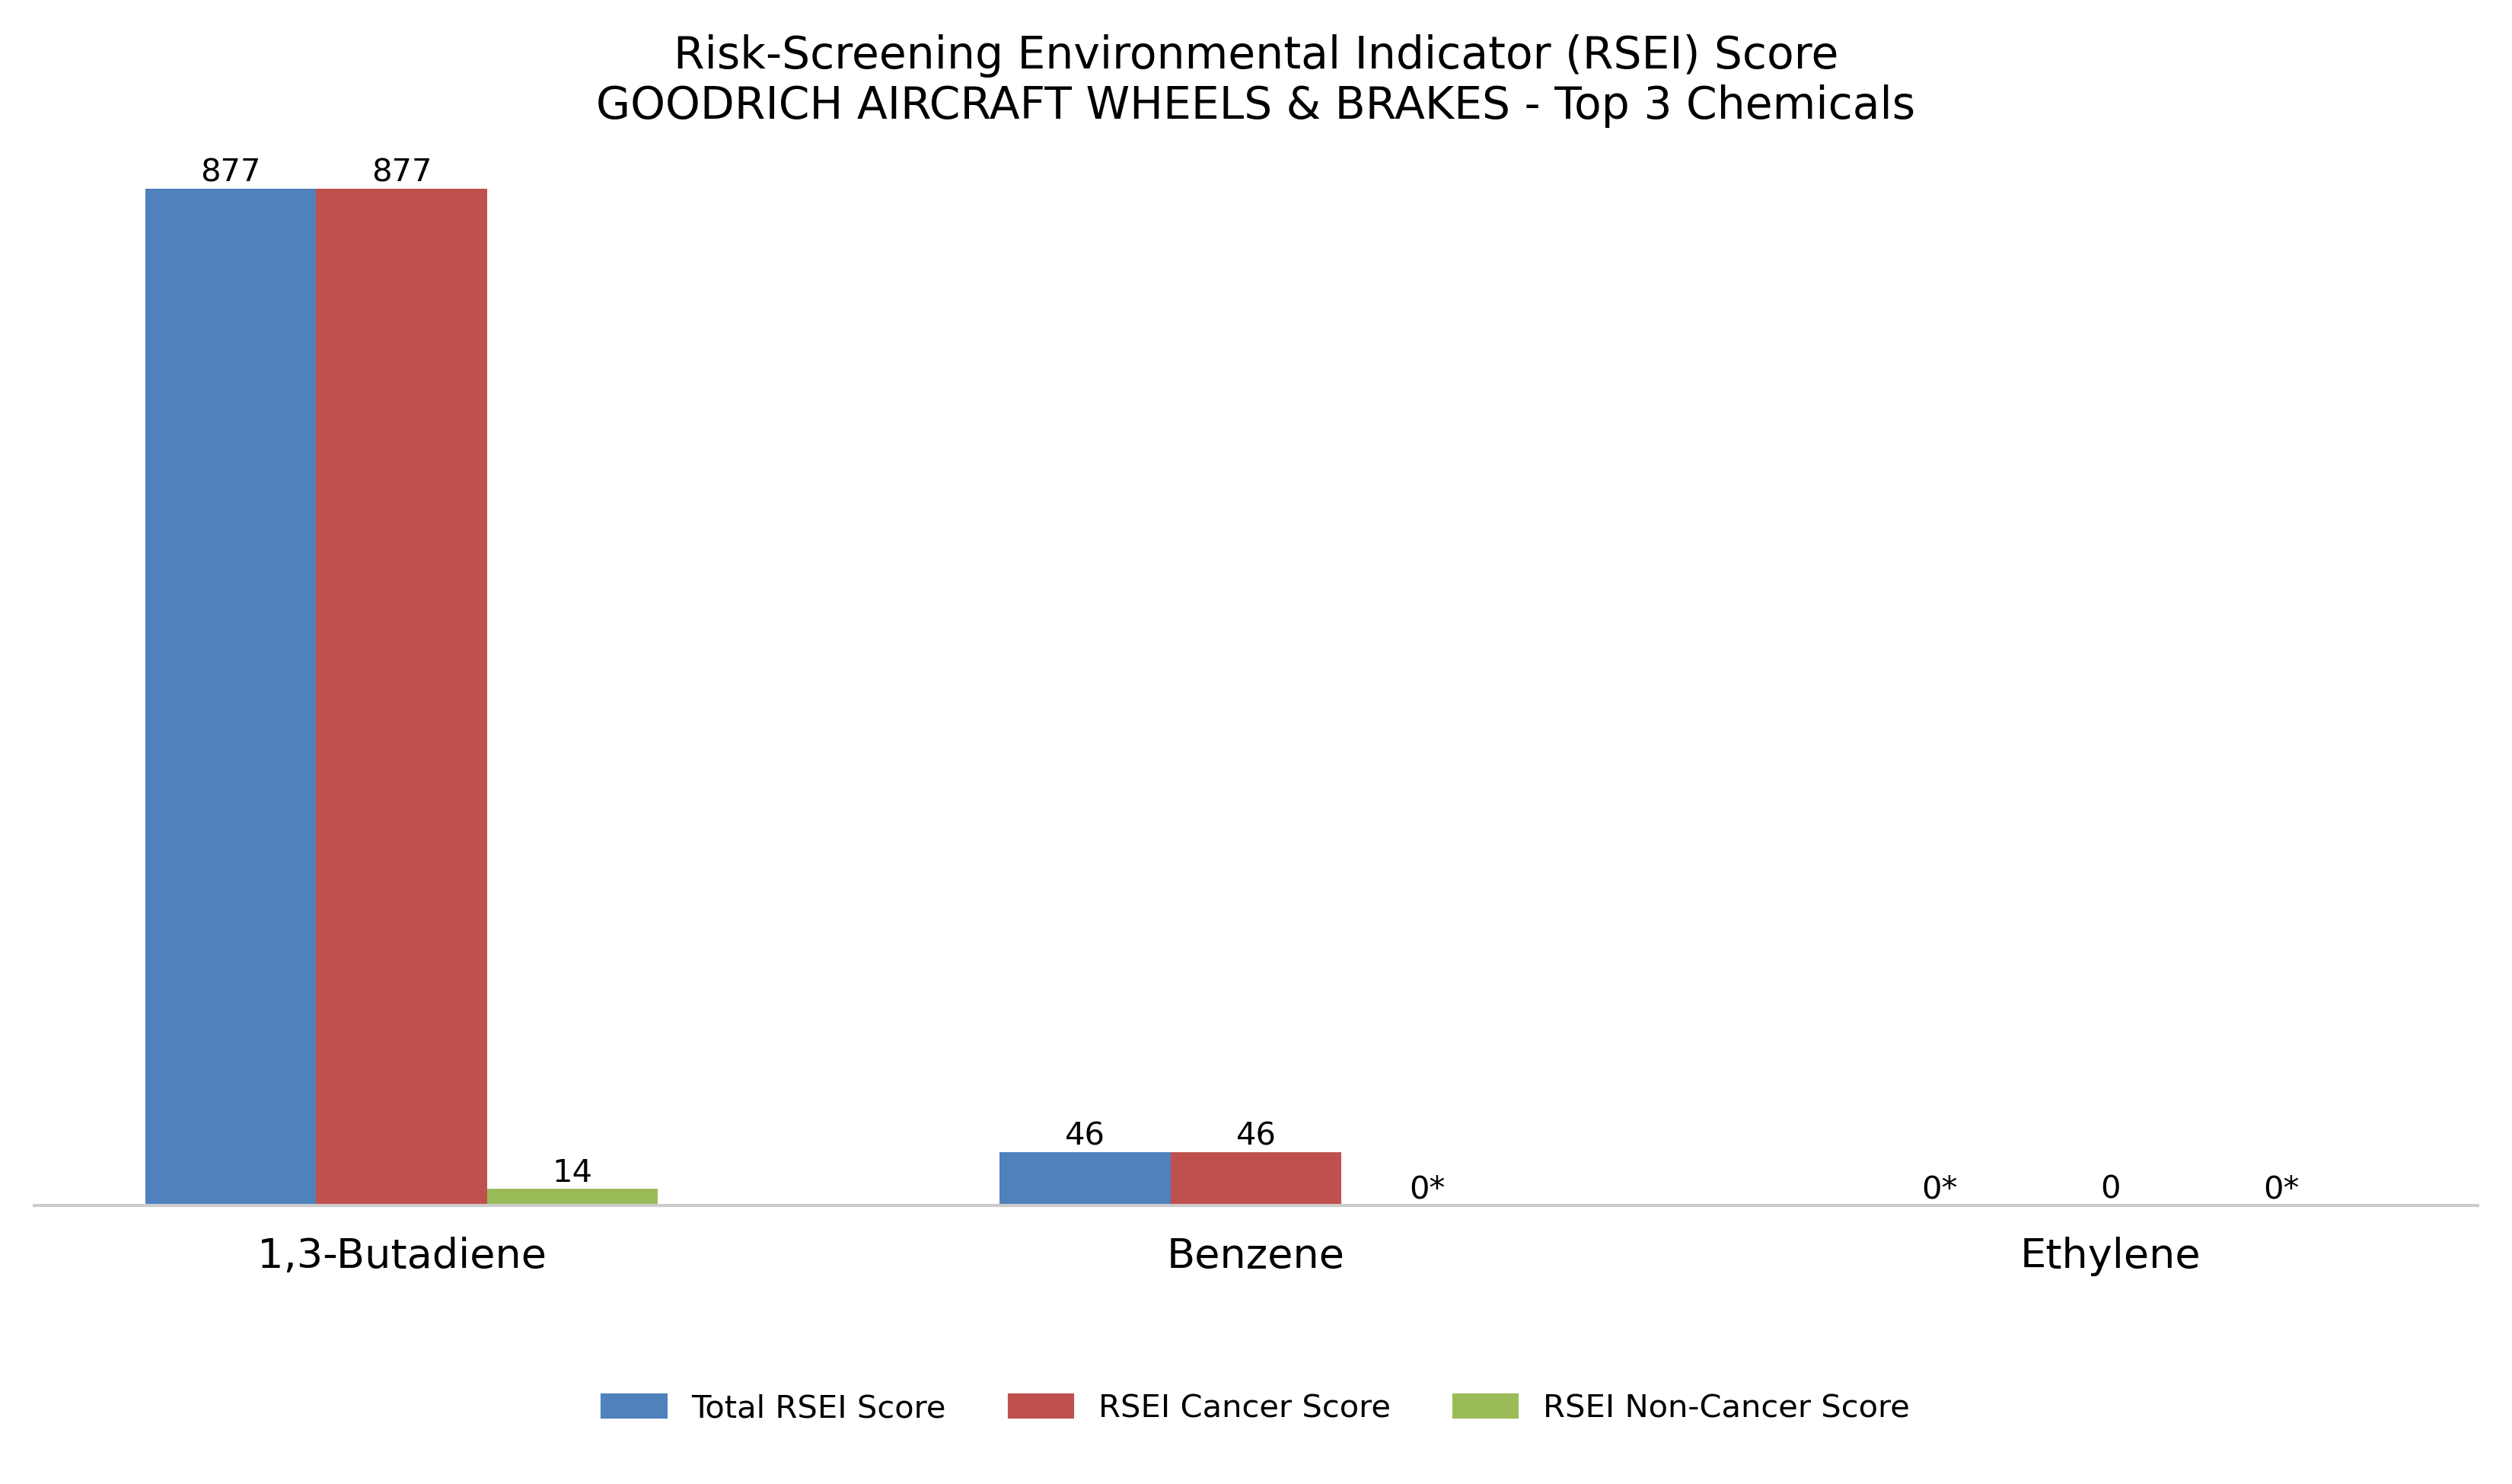 Risk-Screening Environmental Indicator (RSEI) Score
GOODRICH AIRCRAFT WHEELS & BRAKES - Top 3 Chemicals
877
877
14
46
46
0*
0*
0
0*
1,3-Butadiene
Benzene
Ethylene
Total RSEI Score
RSEI Cancer Score
RSEI Non-Cancer Score